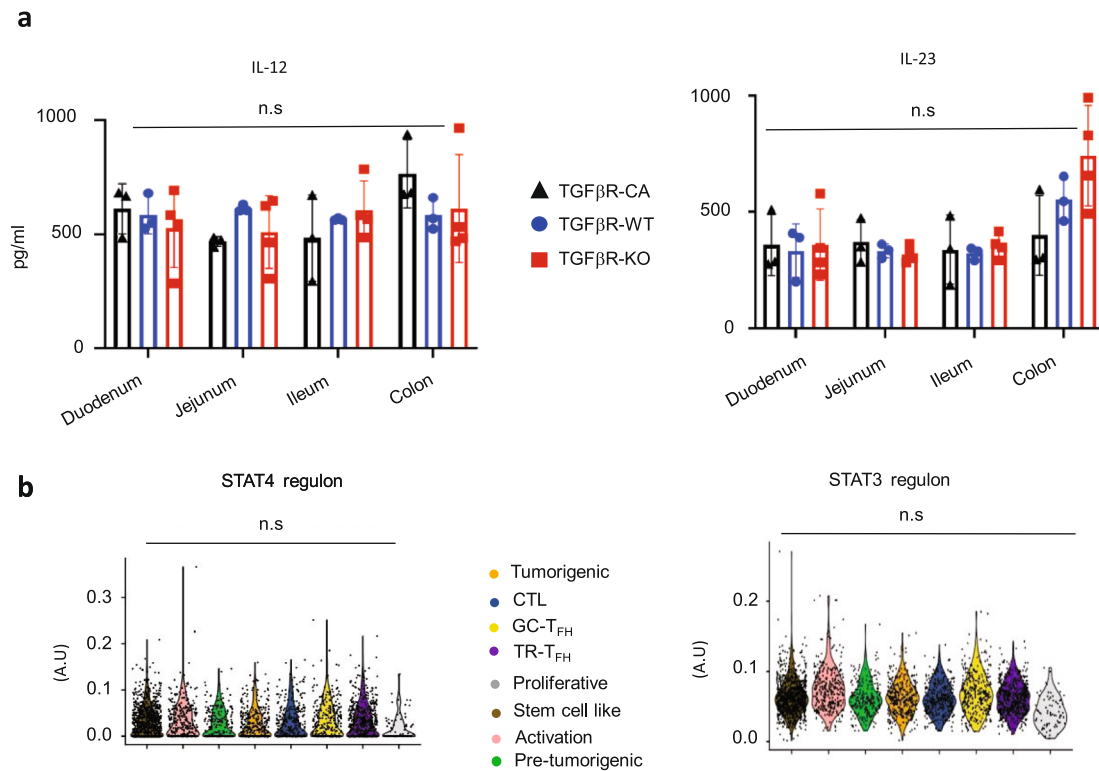 a
IL-12
n.s
1000
500
0
pg/ml
Duodenum
Jejunum
Ileum
Colon
TGFβR-CA
TGFβR-WT
TGFβR-KO
IL-23
n.s
1000
500
0
Duodenum
Jejunum
Ileum
Colon
b
STAT4 regulon
n.s
0.3
0.2
0.1
0.0
(A.U)
Tumorigenic
CTL
GC-TFH
TR-TFH
Proliferative
Stem cell like
Activation
Pre-tumorigenic
STAT3 regulon
n.s
0.2
0.1
0.0
(A.U)